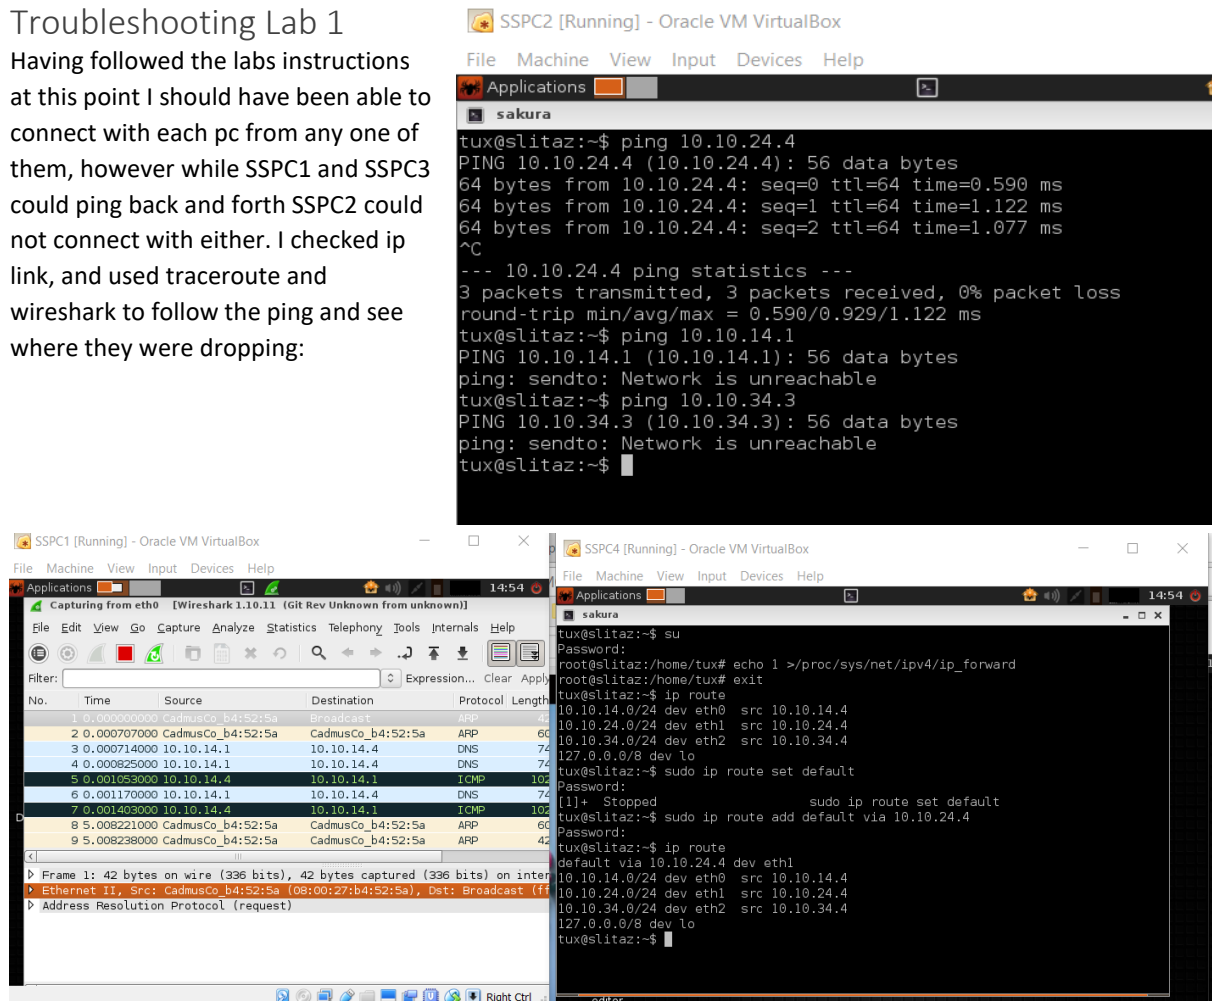 Troubleshooting Lab 1
Having followed the labs instructions
at this point I should have been able to
connect with each pc from any one of
them, however while SSPC1 and SSPC3
could ping back and forth SSPC2 could
not connect with either. I checked ip
link, and used traceroute and
wireshark to follow the ping and see
where they were dropping:
SSPC2 [Running] - Oracle VM VirtualBox
File Machine View Input Devices Help
Applications
sakura
tux@slitaz:~$ ping 10.10.24.4
PING 10.10.24.4 (10.10.24.4): 56 data bytes
64 bytes from 10.10.24.4: seq=0 ttl=64 time=0.590 ms
64 bytes from 10.10.24.4: seq=1 ttl=64 time=1.122 ms
64 bytes from 10.10.24.4: seq=2 ttl=64 time=1.077 ms
^C
--- 10.10.24.4 ping statistics ---
3 packets transmitted, 3 packets received, 0% packet loss
round-trip min/avg/max = 0.590/0.929/1.122 ms
tux@slitaz:~$ ping 10.10.14.1
PING 10.10.14.1 (10.10.14.1): 56 data bytes
ping: sendto: Network is unreachable
tux@slitaz:~$ ping 10.10.34.3
PING 10.10.34.3 (10.10.34.3): 56 data bytes
ping: sendto: Network is unreachable
tux@slitaz:~$
SSPC1 [Running] - Oracle VM VirtualBox
File Machine View Input Devices Help
Applications 14:54
Capturing from eth0 [Wireshark 1.10.11 (Git Rev Unknown from unknown)]
File Edit View Go Capture Analyze Statistics Telephony Tools Internals Help
Filter: Expression... Clear Apply
No. Time Source Destination Protocol Length
1 0.000000000 CadmusCo_b4:52:5a Broadcast ARP 42
2 0.000707000 CadmusCo_b4:52:5a CadmusCo_b4:52:5a ARP 60
3 0.000714000 10.10.14.1 10.10.14.4 DNS 74
4 0.000825000 10.10.14.1 10.10.14.4 DNS 74
5 0.001053000 10.10.14.4 10.10.14.1 ICMP 102
6 0.001170000 10.10.14.1 10.10.14.4 DNS 74
7 0.001403000 10.10.14.4 10.10.14.1 ICMP 102
8 5.008221000 CadmusCo_b4:52:5a CadmusCo_b4:52:5a ARP 60
9 5.008238000 CadmusCo_b4:52:5a CadmusCo_b4:52:5a ARP 42
Frame 1: 42 bytes on wire (336 bits), 42 bytes captured (336 bits) on inter
Ethernet II, Src: CadmusCo_b4:52:5a (08:00:27:b4:52:5a), Dst: Broadcast (ff
Address Resolution Protocol (request)
Right Ctrl
SSPC4 [Running] - Oracle VM VirtualBox
File Machine View Input Devices Help
Applications 14:54
sakura
tux@slitaz:~$ su
Password:
root@slitaz:/home/tux# echo 1 >/proc/sys/net/ipv4/ip_forward
root@slitaz:/home/tux# exit
tux@slitaz:~$ ip route
10.10.14.0/24 dev eth0 src 10.10.14.4
10.10.24.0/24 dev eth1 src 10.10.24.4
10.10.34.0/24 dev eth2 src 10.10.34.4
127.0.0.0/8 dev lo
tux@slitaz:~$ sudo ip route set default
Password:
[1]+ Stopped sudo ip route set default
tux@slitaz:~$ sudo ip route add default via 10.10.24.4
Password:
tux@slitaz:~$ ip route
default via 10.10.24.4 dev eth1
10.10.14.0/24 dev eth0 src 10.10.14.4
10.10.24.0/24 dev eth1 src 10.10.24.4
10.10.34.0/24 dev eth2 src 10.10.34.4
127.0.0.0/8 dev lo
tux@slitaz:~$
editor